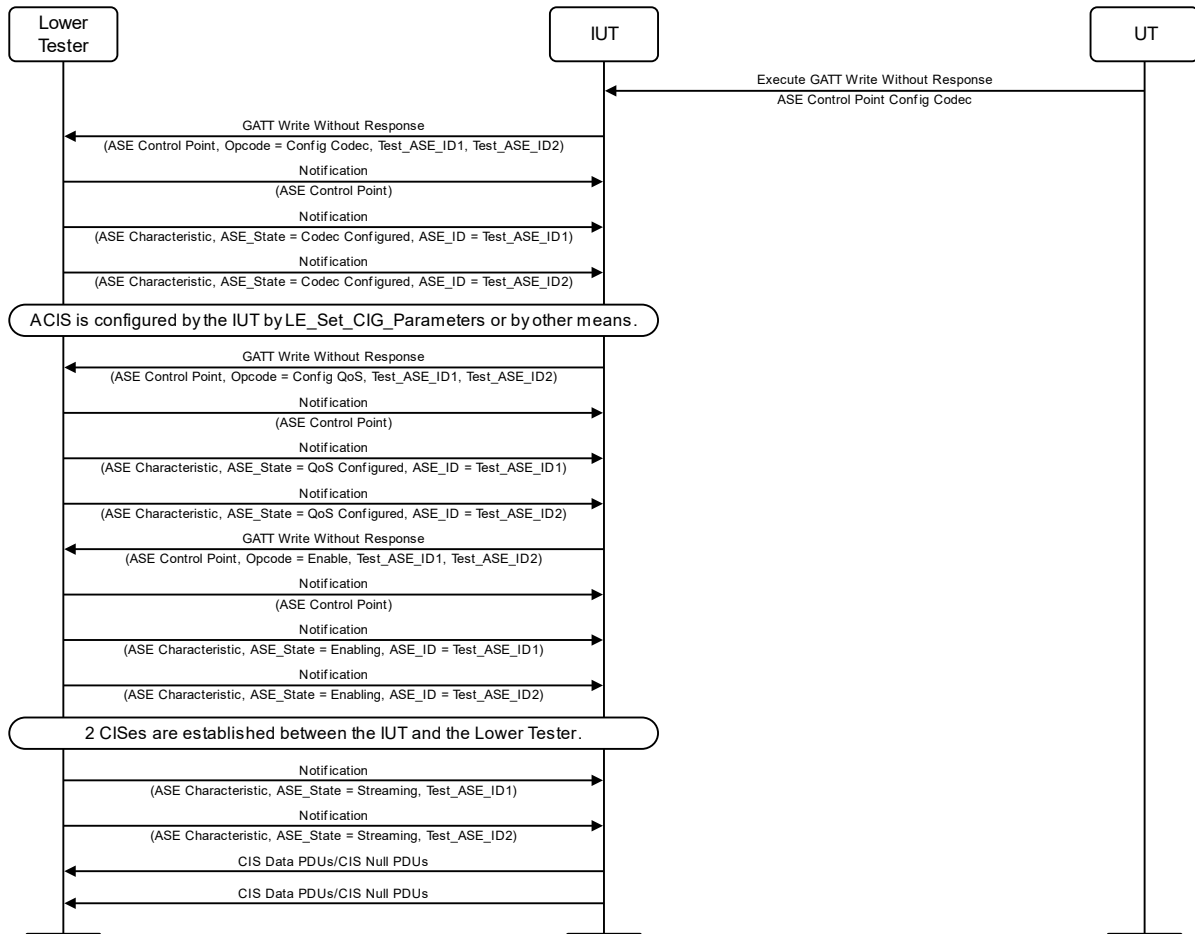 Lower
Tester
IUT
UT
Execute GATT Write Without Response
ASE Control Point Config Codec
GATT Write Without Response
(ASE Control Point, Opcode = Config Codec, Test_ASE_ID1, Test_ASE_ID2)
Notification
(ASE Control Point)
Notification
(ASE Characteristic, ASE_State = Codec Configured, ASE_ID = Test_ASE_ID1)
Notification
(ASE Characteristic, ASE_State = Codec Configured, ASE_ID = Test_ASE_ID2)
A CIS is configured by the IUT by LE_Set_CIG_Parameters or by other means.
GATT Write Without Response
(ASE Control Point, Opcode = Config QoS, Test_ASE_ID1, Test_ASE_ID2)
Notification
(ASE Control Point)
Notification
(ASE Characteristic, ASE_State = QoS Configured, ASE_ID = Test_ASE_ID1)
Notification
(ASE Characteristic, ASE_State = QoS Configured, ASE_ID = Test_ASE_ID2)
GATT Write Without Response
(ASE Control Point, Opcode = Enable, Test_ASE_ID1, Test_ASE_ID2)
Notification
(ASE Control Point)
Notification
(ASE Characteristic, ASE_State = Enabling, ASE_ID = Test_ASE_ID1)
Notification
(ASE Characteristic, ASE_State = Enabling, ASE_ID = Test_ASE_ID2)
2 CISes are established between the IUT and the Lower Tester.
Notification
(ASE Characteristic, ASE_State = Streaming, Test_ASE_ID1)
Notification
(ASE Characteristic, ASE_State = Streaming, Test_ASE_ID2)
CIS Data PDUs/CIS Null PDUs
CIS Data PDUs/CIS Null PDUs